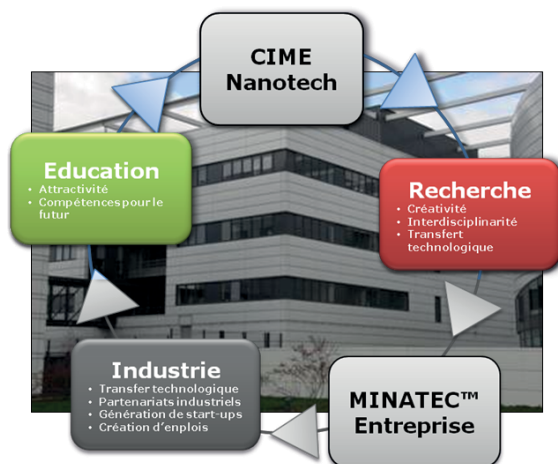 CIME
Nanotech
Education
• Attractivité
• Compétences pour le
futur
Recherche
• Créativité
• Interdisciplinarité
• Transfert
technologique
Industrie
• Transfer technologique
• Partenariats industriels
• Génération de start-ups
• Création d'enplois
MINATEC™
Entreprise